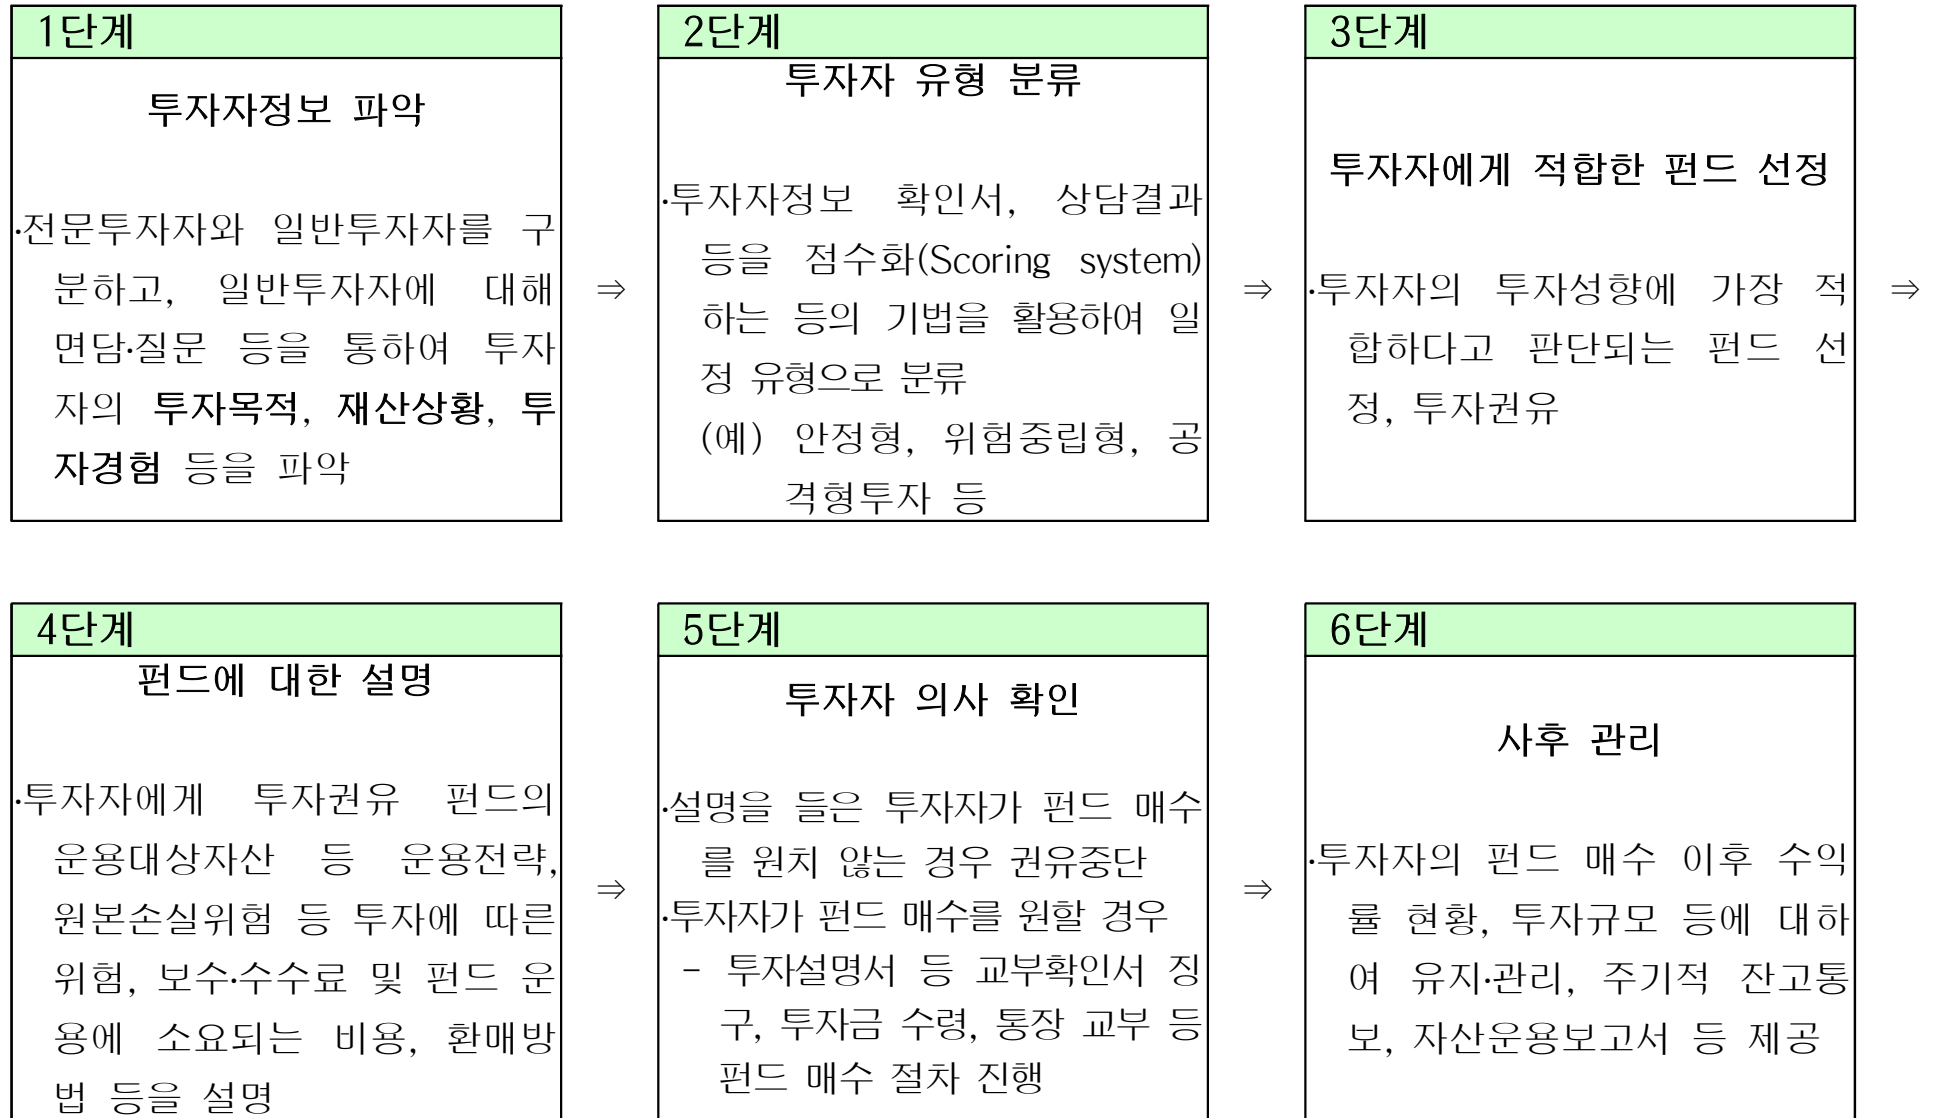 1단계
투자자정보 파악
·전문투자자와 일반투자자를 구
분하고, 일반투자자에 대해
면담·질문 등을 통하여 투자
자의 투자목적, 재산상황, 투
자경험 등을 파악
⇒
2단계
투자자 유형 분류
·투자자정보 확인서, 상담결과
등을 점수화(Scoring system)
하는 등의 기법을 활용하여 일
정 유형으로 분류
(예) 안정형, 위험중립형, 공
격형투자 등
⇒
3단계
투자자에게 적합한 펀드 선정
·투자자의 투자성향에 가장 적
합하다고 판단되는 펀드 선
정, 투자권유
⇒
4단계
펀드에 대한 설명
·투자자에게 투자권유 펀드의
운용대상자산 등 운용전략,
원본손실위험 등 투자에 따른
위험, 보수·수수료 및 펀드 운
용에 소요되는 비용, 환매방
법 등을 설명
⇒
5단계
투자자 의사 확인
·설명을 들은 투자자가 펀드 매수
를 원치 않는 경우 권유중단
·투자자가 펀드 매수를 원할 경우
- 투자설명서 등 교부확인서 징
구, 투자금 수령, 통장 교부 등
펀드 매수 절차 진행
⇒
6단계
사후 관리
·투자자의 펀드 매수 이후 수익
률 현황, 투자규모 등에 대하
여 유지·관리, 주기적 잔고통
보, 자산운용보고서 등 제공